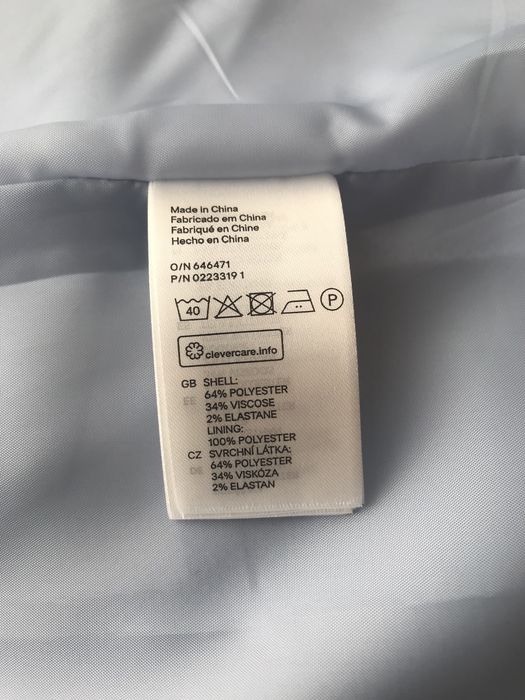 Made in China
Fabricado em China
Fabriqué en Chine
Hecho en China
O/N 646471
P/N 0223319 1
40 P
clevercare.info
GB SHELL:
64% POLYESTER
34% VISCOSE
2% ELASTANE
LINING:
100% POLYESTER
CZ SVRCHNÍ LÁTKA:
64% POLYESTER
34% VISKÓZA
2% ELASTAN